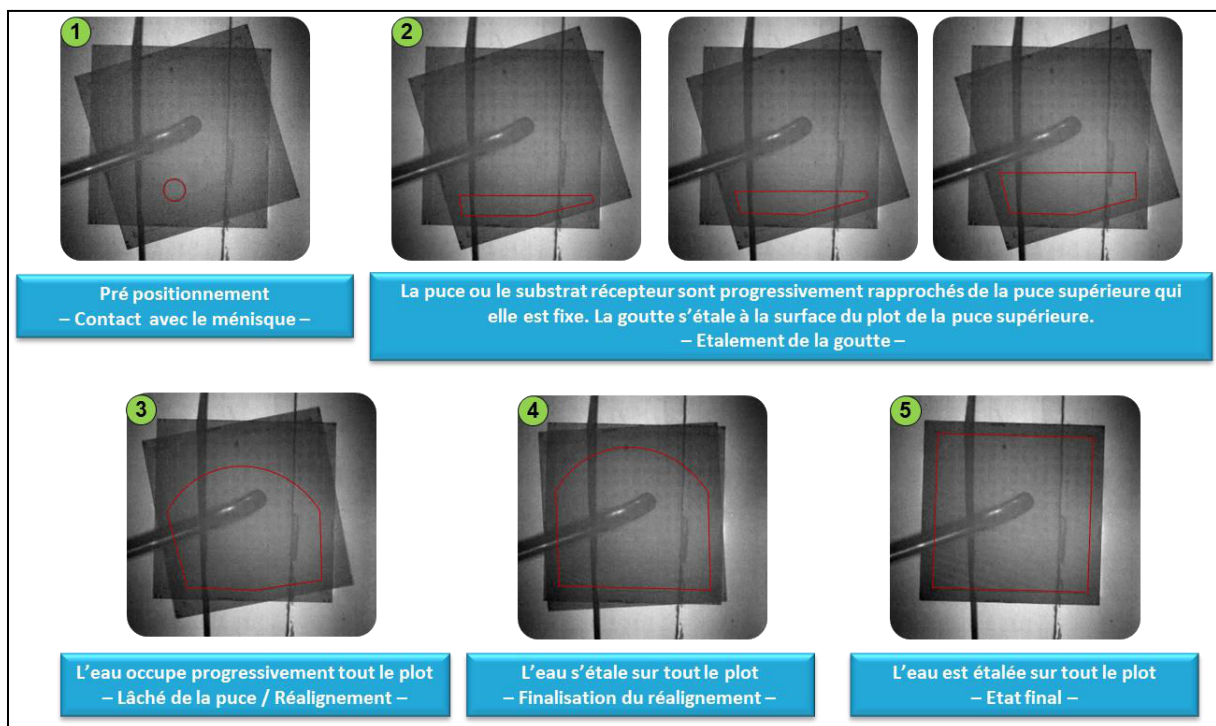 1
2
Pré positionnement
– Contact avec le ménisque –
La puce ou le substrat récepteur sont progressivement rapprochés de la puce supérieure qui
elle est fixe. La goutte s’étale à la surface du plot de la puce supérieure.
– Etalement de la goutte –
3
4
5
L’eau occupe progressivement tout le plot
– Lâché de la puce / Réalignement –
L’eau s’étale sur tout le plot
– Finalisation du réalignement –
L’eau est étalée sur tout le plot
– Etat final –